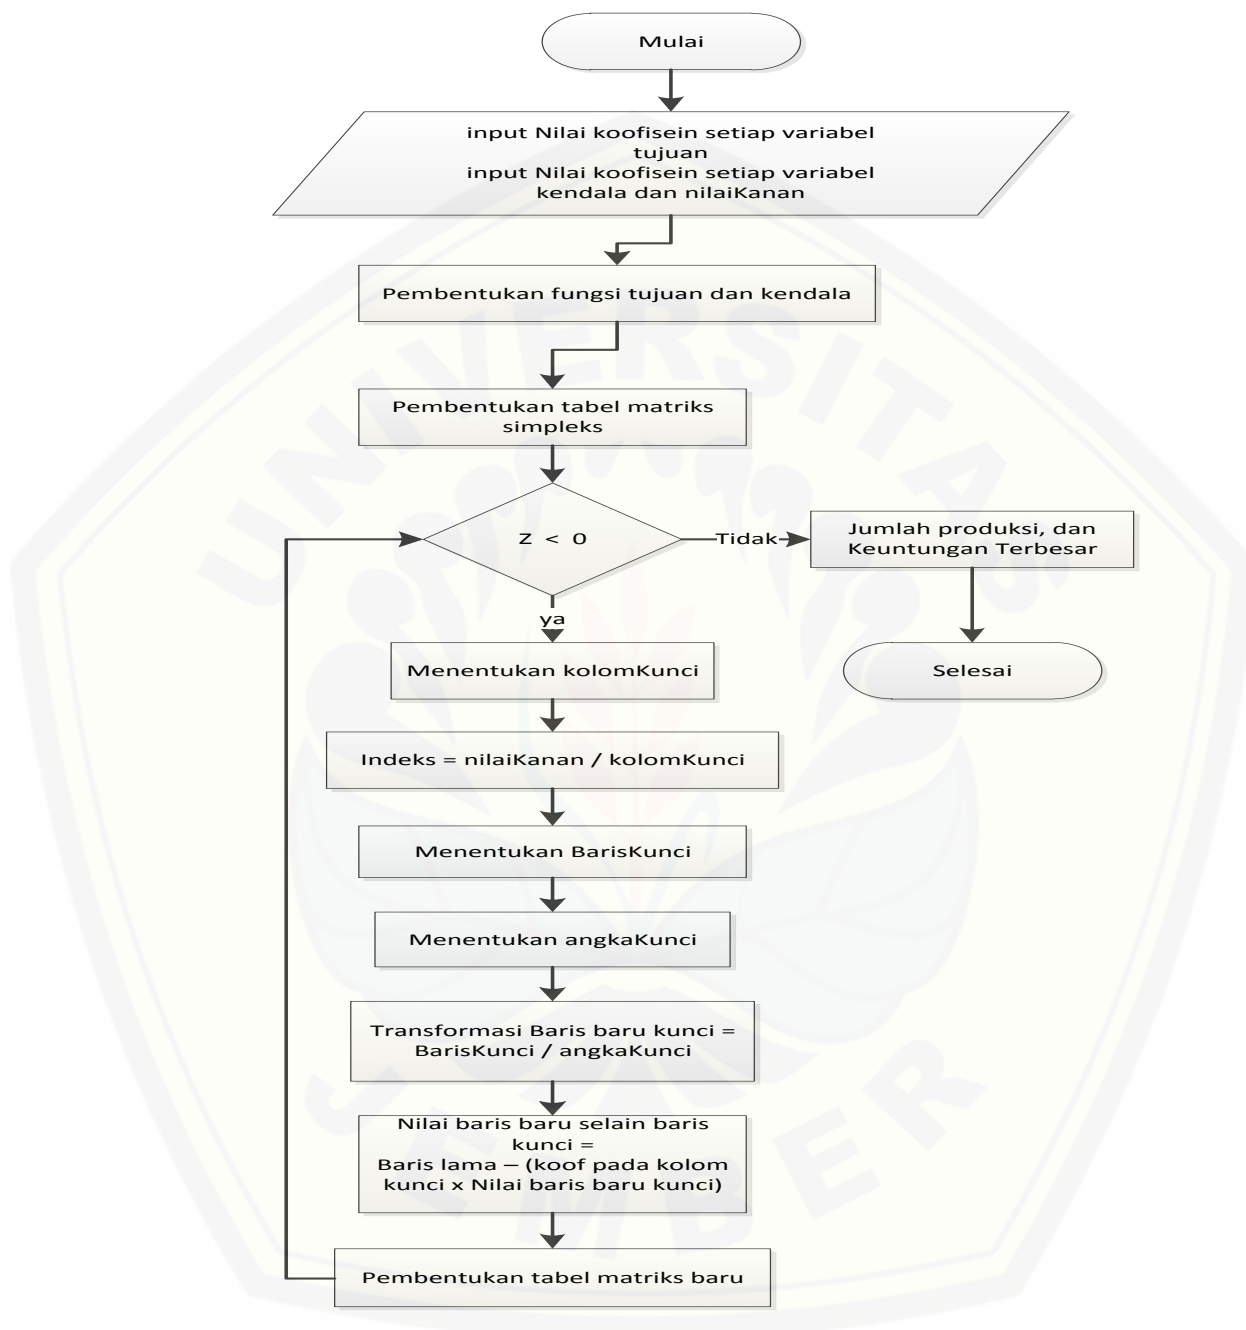 Mulai
input Nilai koofisein setiap variabel
tujuan
input Nilai koofisein setiap variabel
kendala dan nilaiKanan
Pembentukan fungsi tujuan dan kendala
Pembentukan tabel matriks
simpleks
Z < 0
Tidak
Jumlah produksi, dan
Keuntungan Terbesar
Selesai
ya
Menentukan kolomKunci
Indeks = nilaiKanan / kolomKunci
Menentukan BarisKunci
Menentukan angkaKunci
Transformasi Baris baru kunci =
BarisKunci / angkaKunci
Nilai baris baru selain baris
kunci =
Baris lama – (koof pada kolom
kunci x Nilai baris baru kunci)
Pembentukan tabel matriks baru
UNIVERSITAS
JEMBER